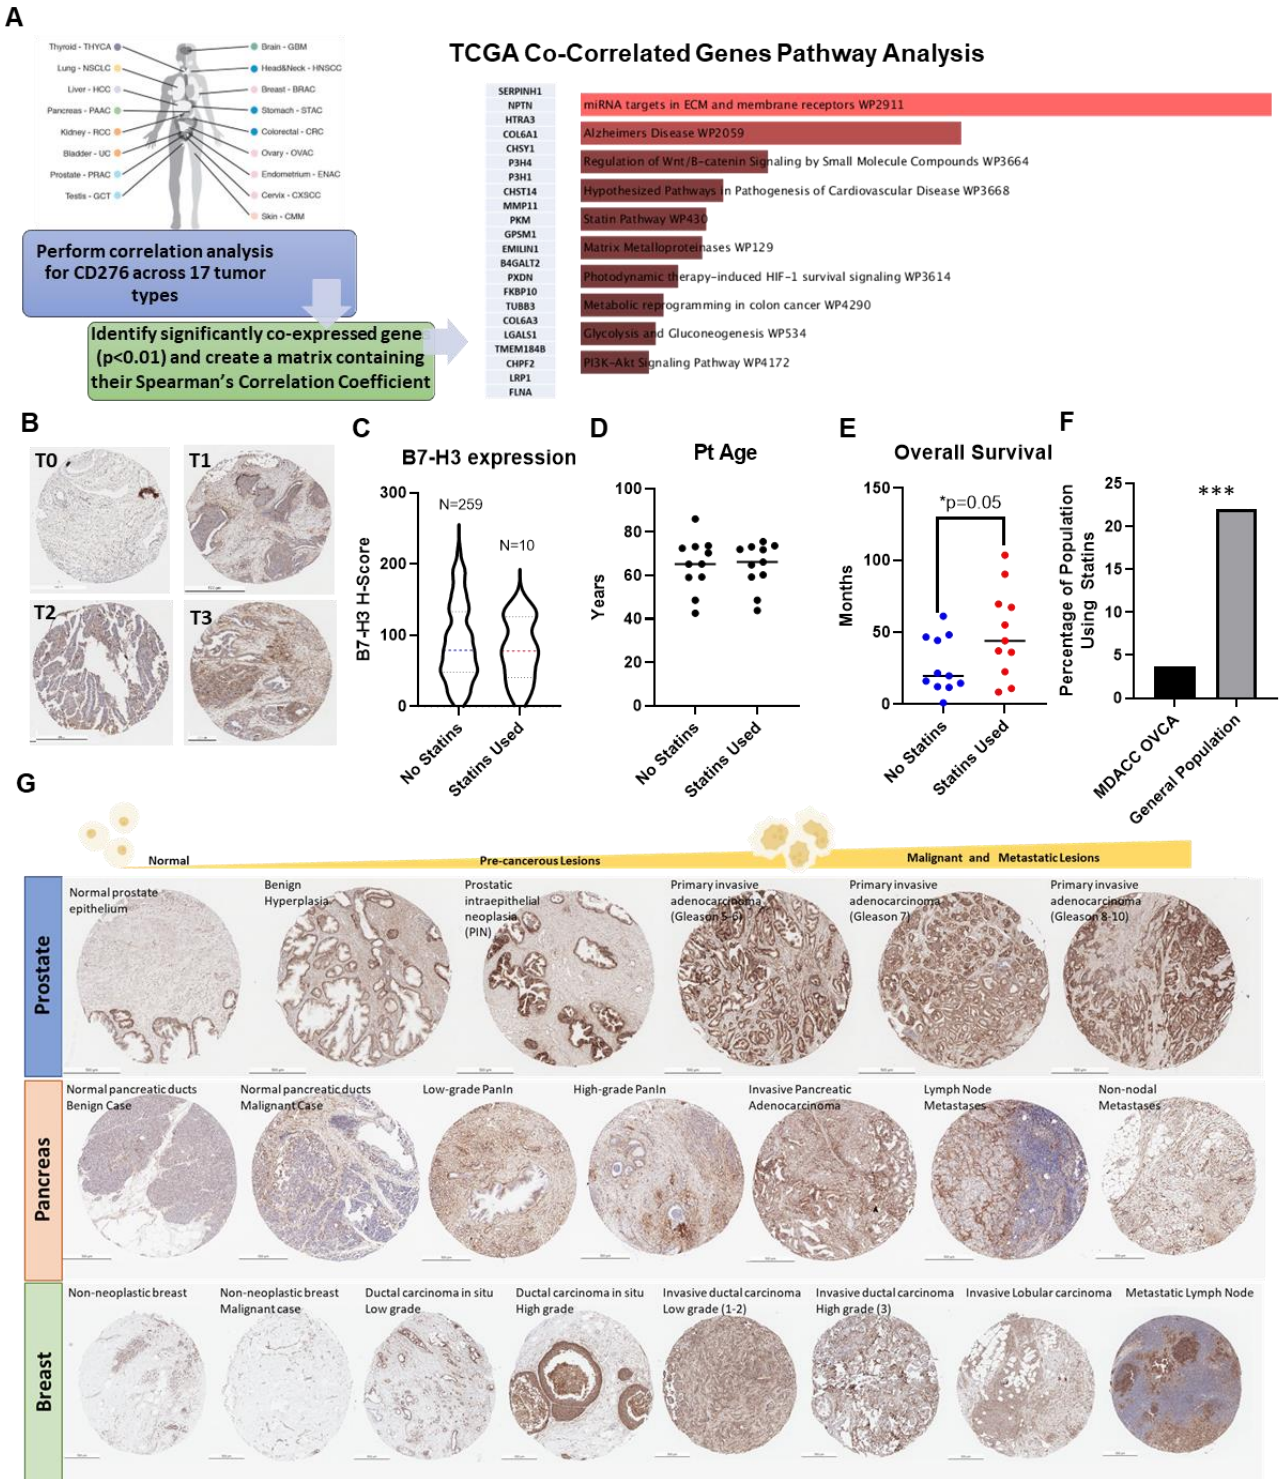 A
Thyroid - THYCA
Lung - NSCLC
Liver - HCC
Pancreas - PAAC
Kidney - RCC
Bladder - UC
Prostate - PRAC
Testis - GCT
Brain - GBM
Head&Neck - HNSCC
Breast - BRAC
Stomach - STAC
Colorectal - CRC
Ovary - OVAC
Endometrium - ENAC
Cervix - CXSCC
Skin - CMM
Perform correlation analysis
for CD276 across 17 tumor
types
Identify significantly co-expressed genes
(p<0.01) and create a matrix containing
their Spearman's Correlation Coefficient
TCGA Co-Correlated Genes Pathway Analysis
SERPINH1
NPTN
HTRA3
COL6A1
CHSY1
P3H4
P3H1
CHST14
MMP11
PKM
GPSM1
EMILIN1
B4GALT2
PXDN
FKBP10
TUBB3
COL6A3
LGALS1
TMEM184B
CHPF2
LRP1
FLNA
miRNA targets in ECM and membrane receptors WP2911
Alzheimers Disease WP2059
Regulation of Wnt/B-catenin Signaling by Small Molecule Compounds WP3664
Hypothesized Pathways in Pathogenesis of Cardiovascular Disease WP3668
Statin Pathway WP430
Matrix Metalloproteinases WP129
Photodynamic therapy-induced HIF-1 survival signaling WP3614
Metabolic reprogramming in colon cancer WP4290
Glycolysis and Gluconeogenesis WP534
PI3K-Akt Signaling Pathway WP4172
B
T0
T1
T2
T3
C
B7-H3 expression
B7-H3 H-Score
300
200
100
0
N=259
N=10
No Statins
Statins Used
D
Pt Age
Years
100
80
60
40
20
0
No Statins
Statins Used
E
Overall Survival
Months
150
100
50
0
*p=0.05
No Statins
Statins Used
F
Percentage of Population
Using Statins
25
20
15
10
5
0
***
MDACC OVCA
General Population
G
Normal
Pre-cancerous Lesions
Malignant and Metastatic Lesions
Prostate
Normal prostate
epithelium
Benign
Hyperplasia
Prostatic
intraepithelial
neoplasia
(PIN)
Primary invasive
adenocarcinoma
(Gleason 5-6)
Primary invasive
adenocarcinoma
(Gleason 7)
Primary invasive
adenocarcinoma
(Gleason 8-10)
Pancreas
Normal pancreatic ducts
Benign Case
Normal pancreatic ducts
Malignant Case
Low-grade PanIn
High-grade PanIn
Invasive Pancreatic
Adenocarcinoma
Lymph Node
Metastases
Non-nodal
Metastases
Breast
Non-neoplastic breast
Non-neoplastic breast
Malignant case
Ductal carcinoma in situ
Low grade
Ductal carcinoma in situ
High grade
Invasive ductal carcinoma
Low grade (1-2)
Invasive ductal carcinoma
High grade (3)
Invasive Lobular carcinoma
Metastatic Lymph Node